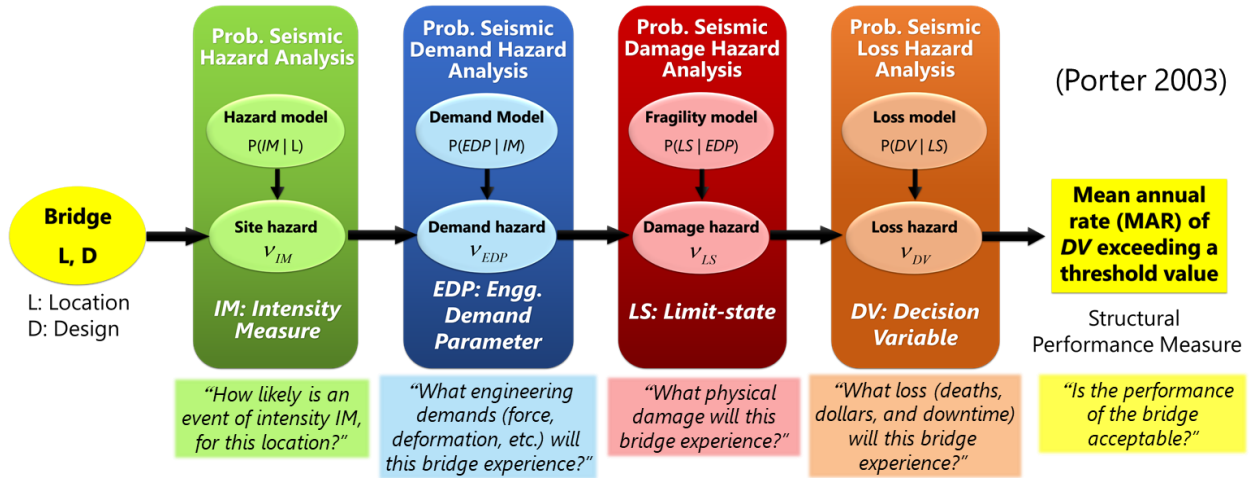 Prob. Seismic
Hazard Analysis
Hazard model
P(IM | L)
Site hazard
ν_IM
IM: Intensity
Measure
Prob. Seismic
Demand Hazard
Analysis
Demand Model
P(EDP | IM)
Demand hazard
ν_EDP
EDP: Engg.
Demand
Parameter
Prob. Seismic
Damage Hazard
Analysis
Fragility model
P(LS | EDP)
Damage hazard
ν_LS
LS: Limit-state
Prob. Seismic
Loss Hazard
Analysis
Loss model
P(DV | LS)
Loss hazard
ν_DV
DV: Decision
Variable
(Porter 2003)
Bridge
L, D
L: Location
D: Design
Mean annual
rate (MAR) of
DV exceeding a
threshold value
Structural
Performance Measure
“How likely is an
event of intensity IM,
for this location?”
“What engineering
demands (force,
deformation, etc.) will
this bridge experience?”
“What physical
damage will this
bridge experience?”
“What loss (deaths,
dollars, and downtime)
will this bridge
experience?”
“Is the performance
of the bridge
acceptable?”